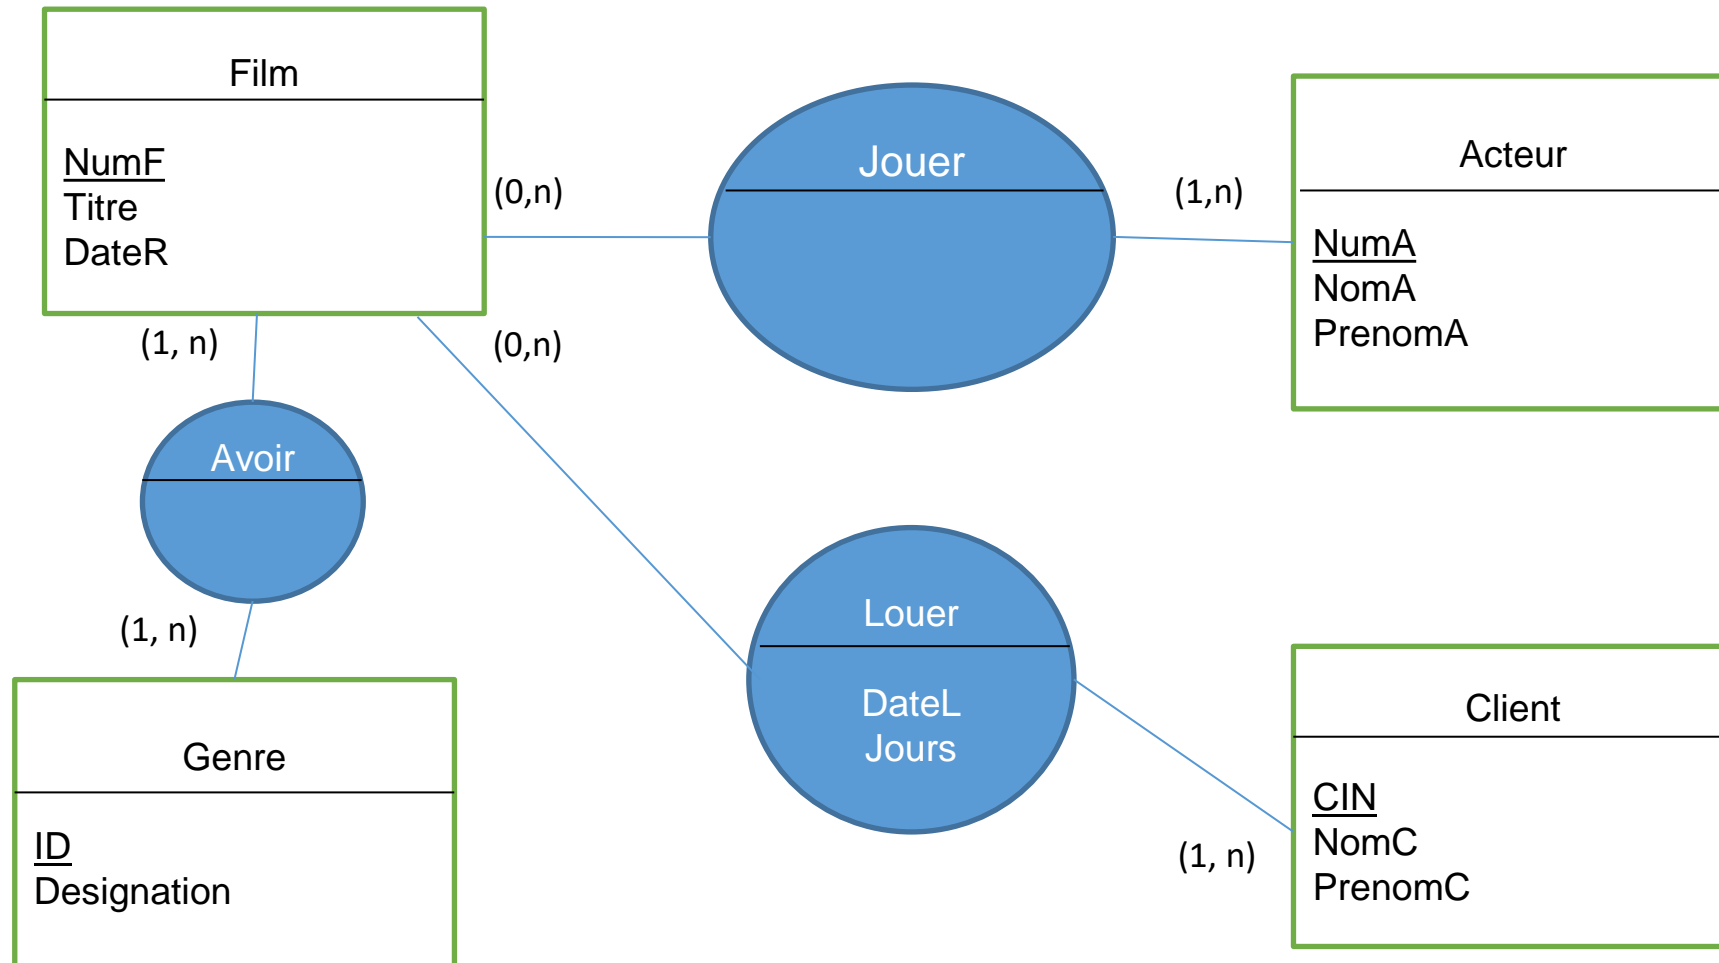 Film
NumF
Titre
DateR
(0,n)
Jouer
(1,n)
Acteur
NumA
NomA
PrenomA
(1, n)
(0,n)
Avoir
(1, n)
Genre
ID
Designation
Louer
DateL
Jours
(1, n)
Client
CIN
NomC
PrenomC